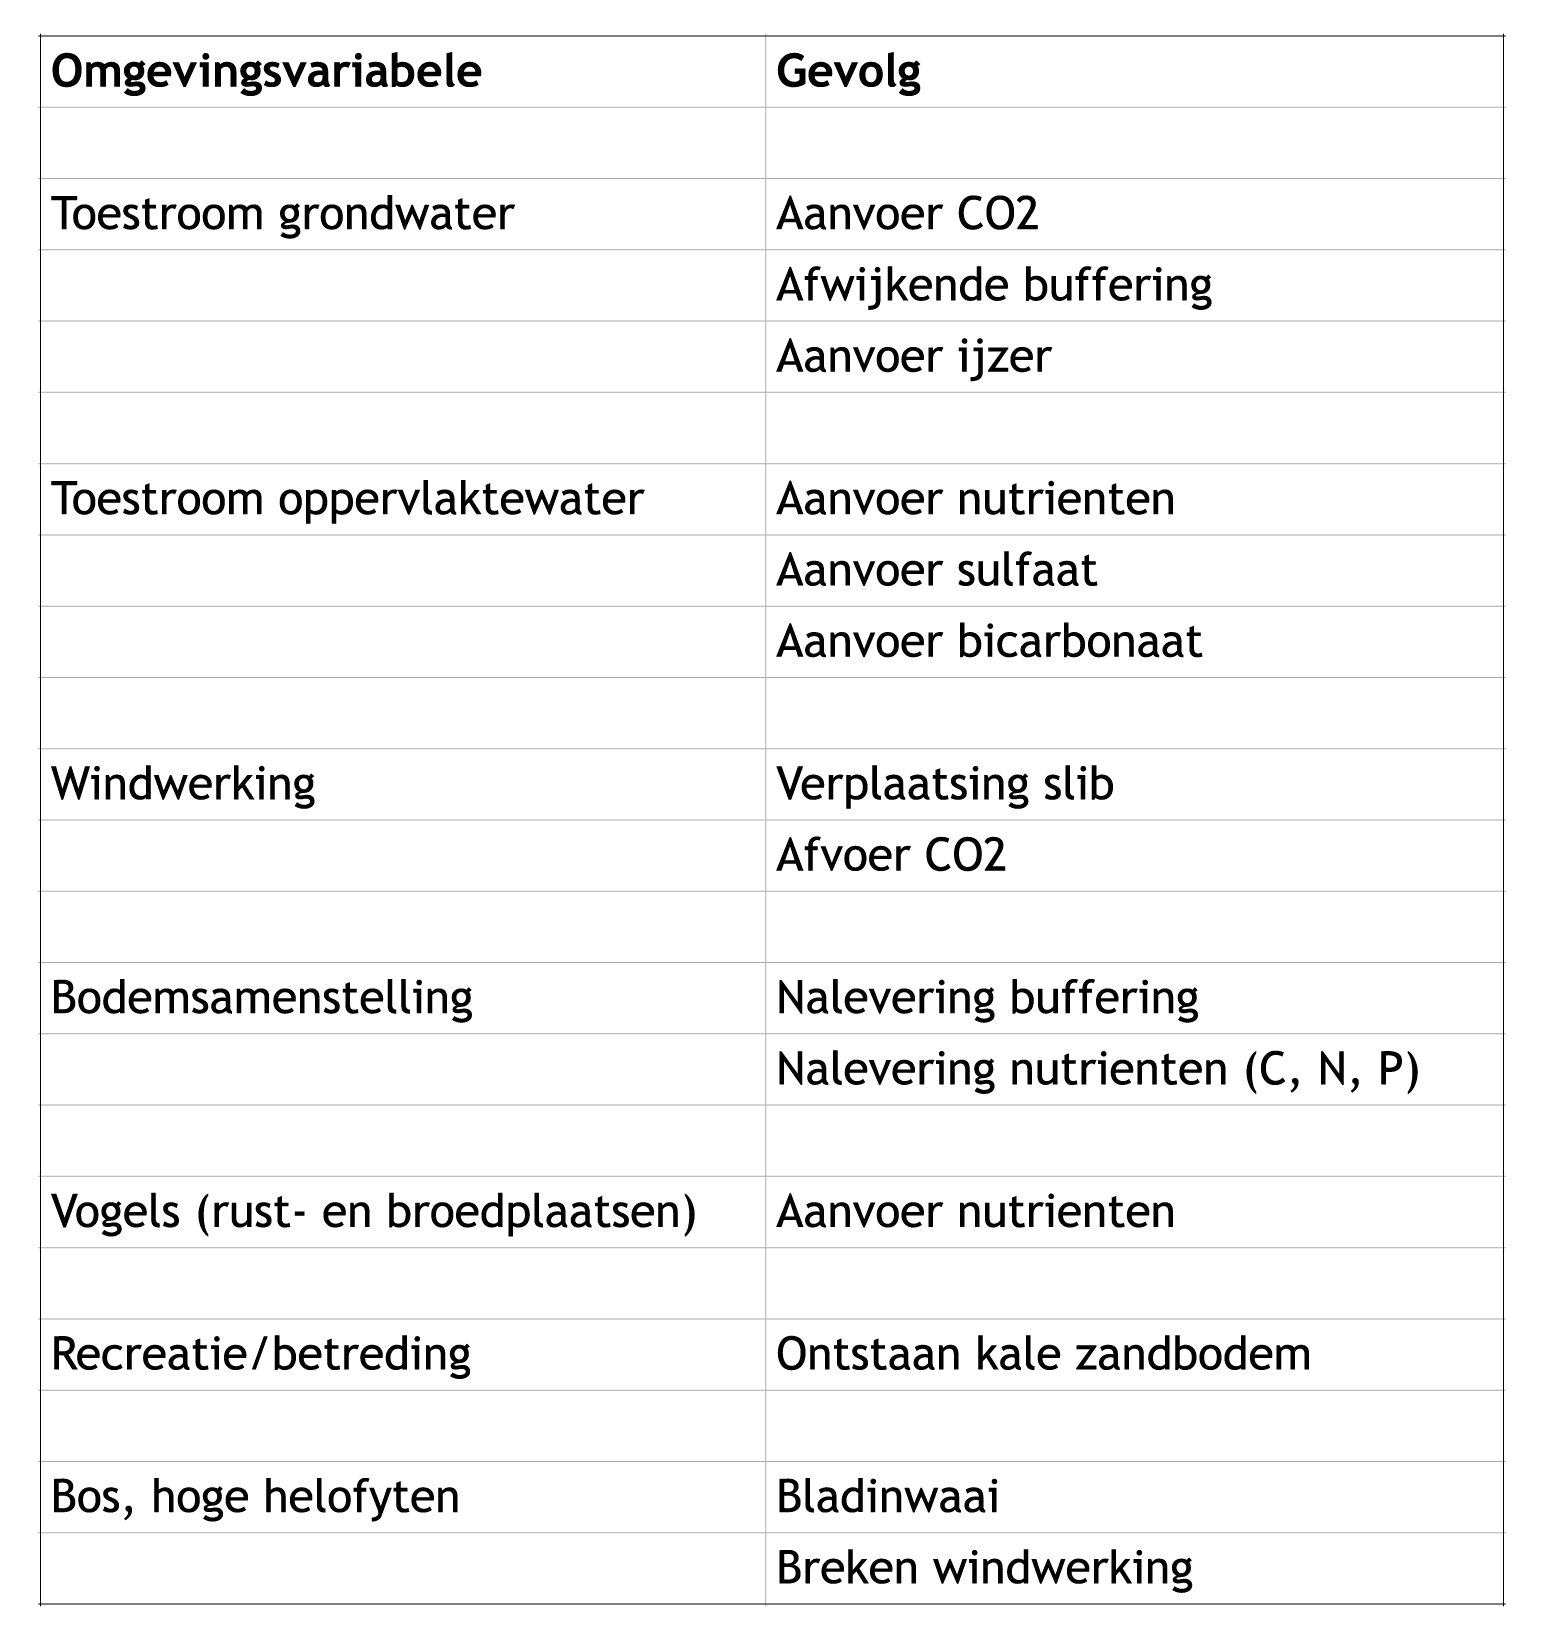 Omgevingsvariabele Gevolg
Toestroom grondwater Aanvoer CO2
Afwijkende buffering
Aanvoer ijzer
Toestroom oppervlaktewater Aanvoer nutrienten
Aanvoer sulfaat
Aanvoer bicarbonaat
Windwerking Verplaatsing slib
Afvoer CO2
Bodemsamenstelling Nalevering buffering
Nalevering nutrienten (C, N, P)
Vogels (rust- en broedplaatsen) Aanvoer nutrienten
Recreatie/betreding Ontstaan kale zandbodem
Bos, hoge helofyten Bladinwaai
Breken windwerking